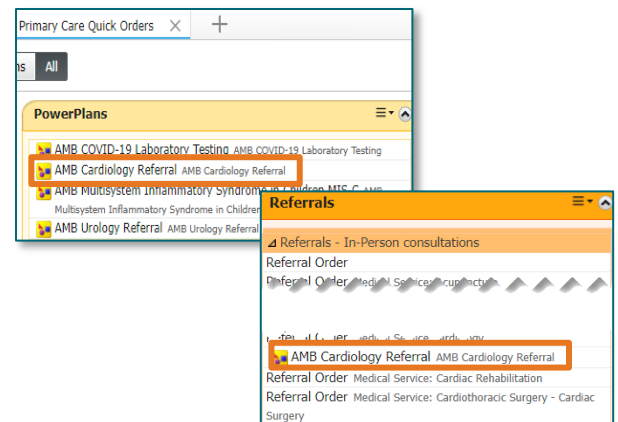 Primary Care Quick Orders
All
PowerPlans
AMB COVID-19 Laboratory Testing AMB COVID-19 Laboratory Testing
AMB Cardiology Referral AMB Cardiology Referral
AMB Multisystem Inflammatory Syndrome in Children MIS-C AMB
Multisystem Inflammatory Syndrome in Children
AMB Urology Referral AMB Urology Referral
Referrals
Referrals - In-Person consultations
Referral Order
Referral Order Medical Service: Acupuncture
AMB Cardiology Referral AMB Cardiology Referral
Referral Order Medical Service: Cardiac Rehabilitation
Referral Order Medical Service: Cardiothoracic Surgery - Cardiac
Surgery